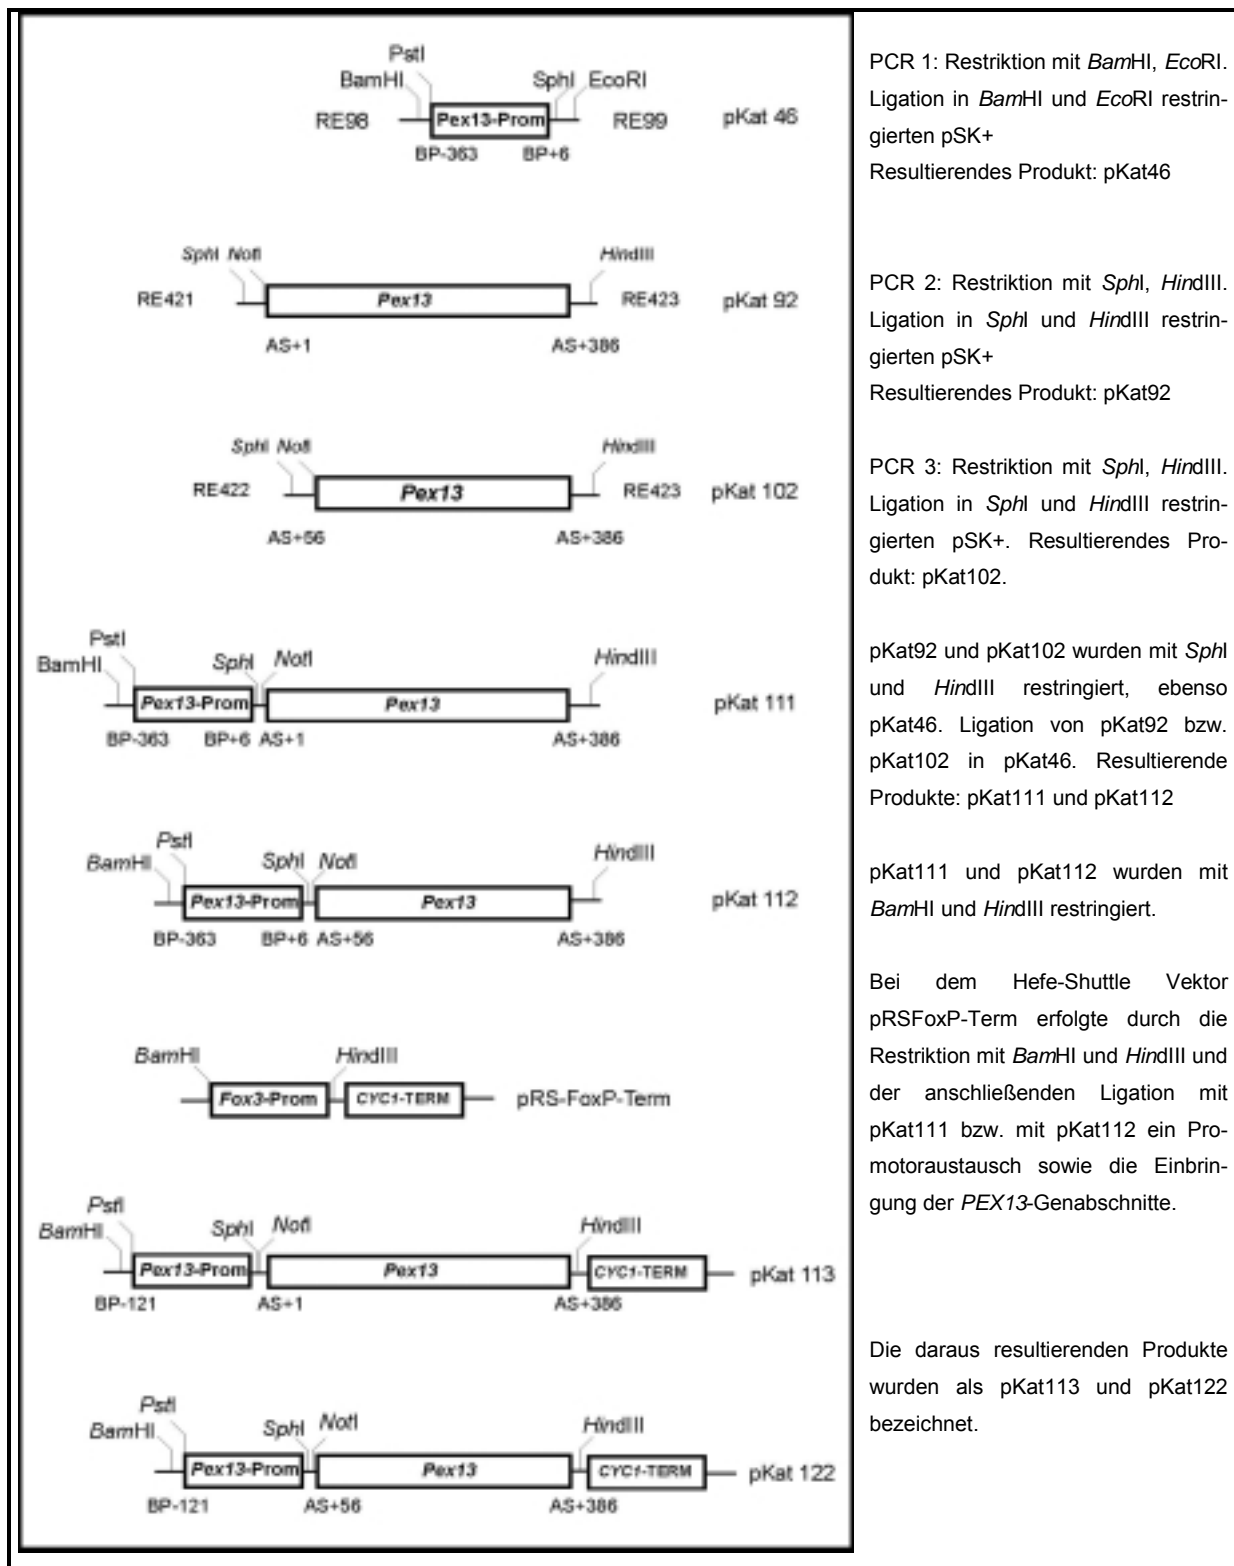 PstI
BamHI
SphI EcoRI
RE98
Pex13-Prom
RE99
pKat 46
BP-363
BP+6
SphI NotI
HindIII
RE421
Pex13
RE423
pKat 92
AS+1
AS+386
SphI NotI
HindIII
RE422
Pex13
RE423
pKat 102
AS+56
AS+386
PstI
BamHI
SphI
NotI
HindIII
Pex13-Prom
Pex13
pKat 111
BP-363
BP+6 AS+1
AS+386
PstI
BamHI
SphI NotI
HindIII
Pex13-Prom
Pex13
pKat 112
BP-363
BP+6 AS+56
AS+386
BamHI
HindIII
Fox3-Prom
CYC1-TERM
pRS-FoxP-Term
PstI
BamHI
SphI
NotI
HindIII
Pex13-Prom
Pex13
CYC1-TERM
pKat 113
BP-121
AS+1
AS+386
PstI
BamHI
SphI
NotI
HindIII
Pex13-Prom
Pex13
CYC1-TERM
pKat 122
BP-121
AS+56
AS+386
PCR 1: Restriktion mit BamHI, EcoRI.
Ligation in BamHI und EcoRI restrin-
gierten pSK+
Resultierendes Produkt: pKat46
PCR 2: Restriktion mit SphI, HindIII.
Ligation in SphI und HindIII restrin-
gierten pSK+
Resultierendes Produkt: pKat92
PCR 3: Restriktion mit SphI, HindIII.
Ligation in SphI und HindIII restrin-
gierten pSK+. Resultierendes Pro-
dukt: pKat102.
pKat92 und pKat102 wurden mit SphI
und HindIII restringiert, ebenso
pKat46. Ligation von pKat92 bzw.
pKat102 in pKat46. Resultierende
Produkte: pKat111 und pKat112
pKat111 und pKat112 wurden mit
BamHI und HindIII restringiert.
Bei dem Hefe-Shuttle Vektor
pRSFoxP-Term erfolgte durch die
Restriktion mit BamHI und HindIII und
der anschließenden Ligation mit
pKat111 bzw. mit pKat112 ein Pro-
motoraustausch sowie die Einbrin-
gung der PEX13-Genabschnitte.
Die daraus resultierenden Produkte
wurden als pKat113 und pKat122
bezeichnet.